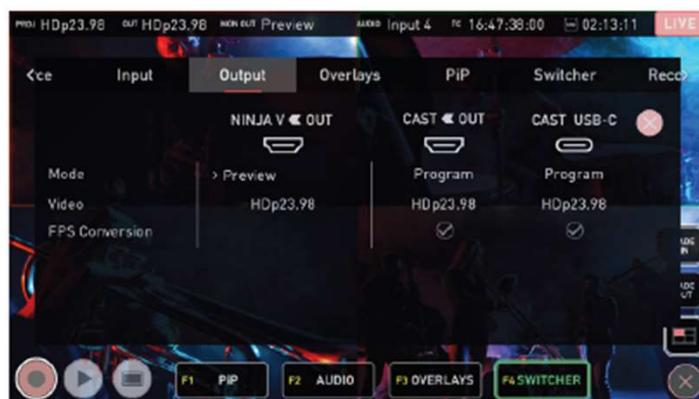 PROJ HDp23.98 OUT HDp23.98 MON OUT Preview AUDIO Input 4 TC 16:47:38:00 02:13:11 LIVE
‹ce Input Output Overlays PiP Switcher Reco›
NINJA V OUT CAST OUT CAST USB-C
Mode › Preview Program Program
Video HDp23.98 HDp23.98 HDp23.98
FPS Conversion
IN
F1 PiP F2 AUDIO F3 OVERLAYS F4 SWITCHER